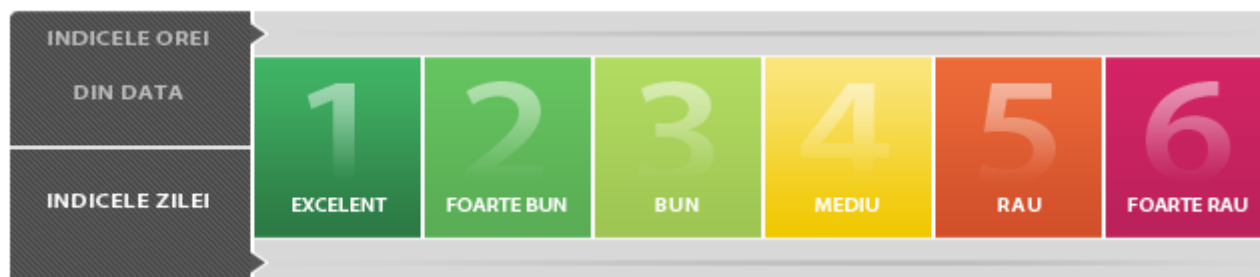 INDICELE OREI
DIN DATA
INDICELE ZILEI
1
EXCELENT
2
FOARTE BUN
3
BUN
4
MEDIU
5
RAU
6
FOARTE RAU